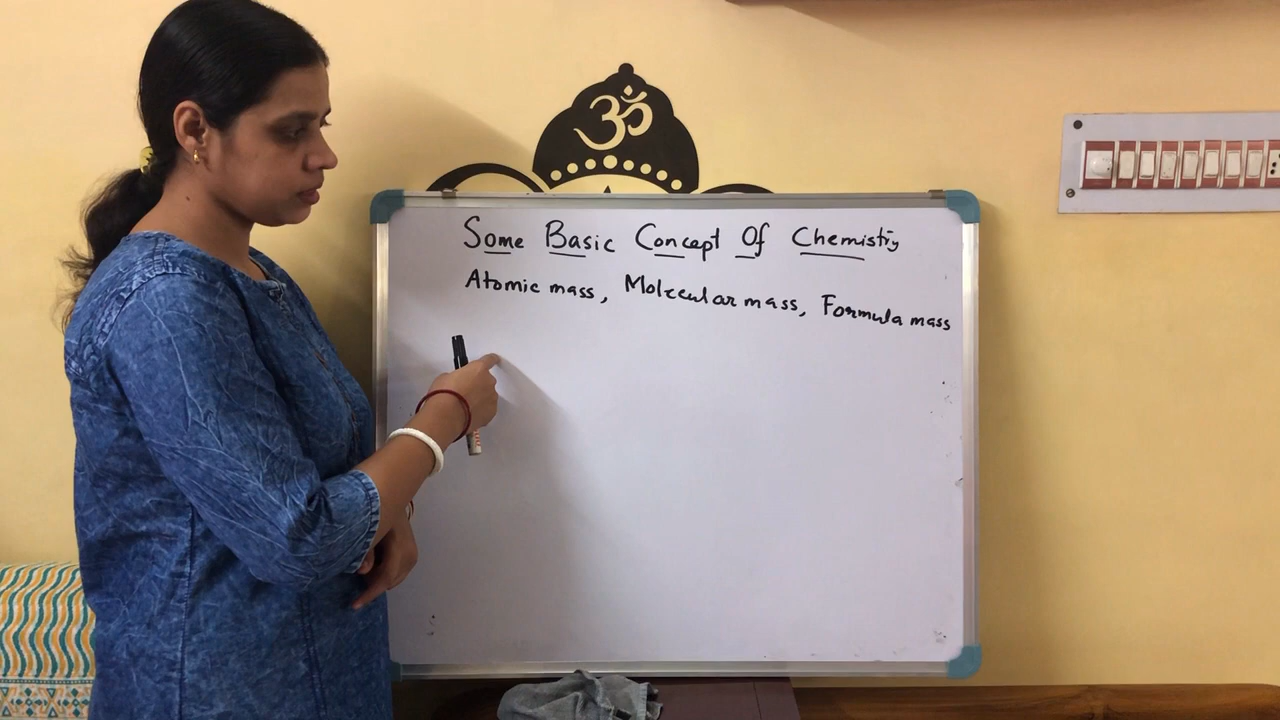 ॐ
Some Basic Concept Of Chemistry
Atomic mass, Molecular mass, Formula mass